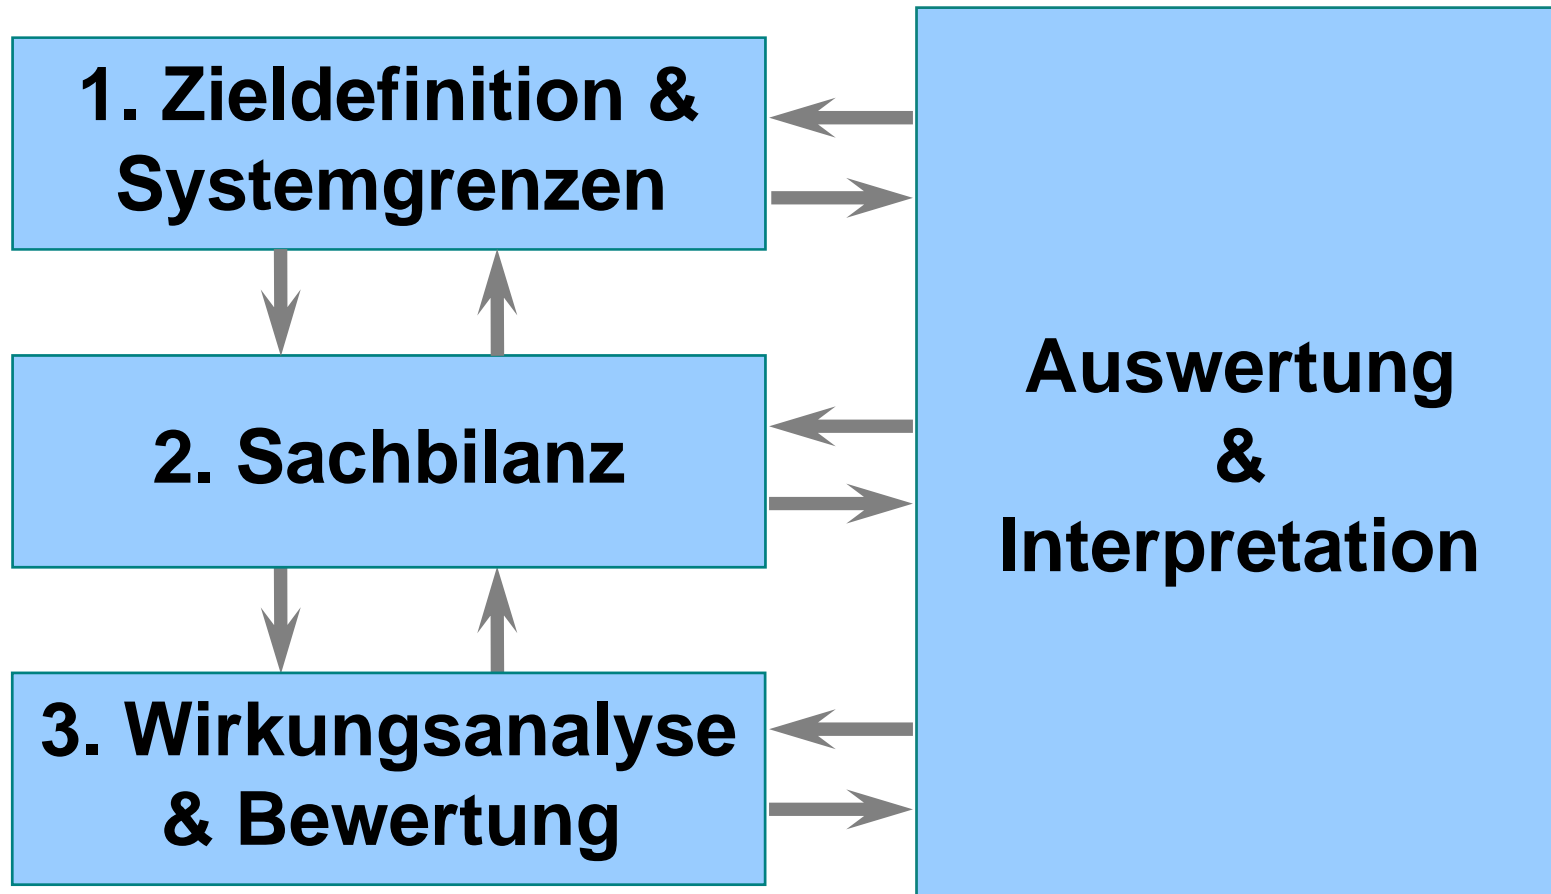 1. Zieldefinition &
Systemgrenzen
2. Sachbilanz
3. Wirkungsanalyse
& Bewertung
Auswertung
&
Interpretation